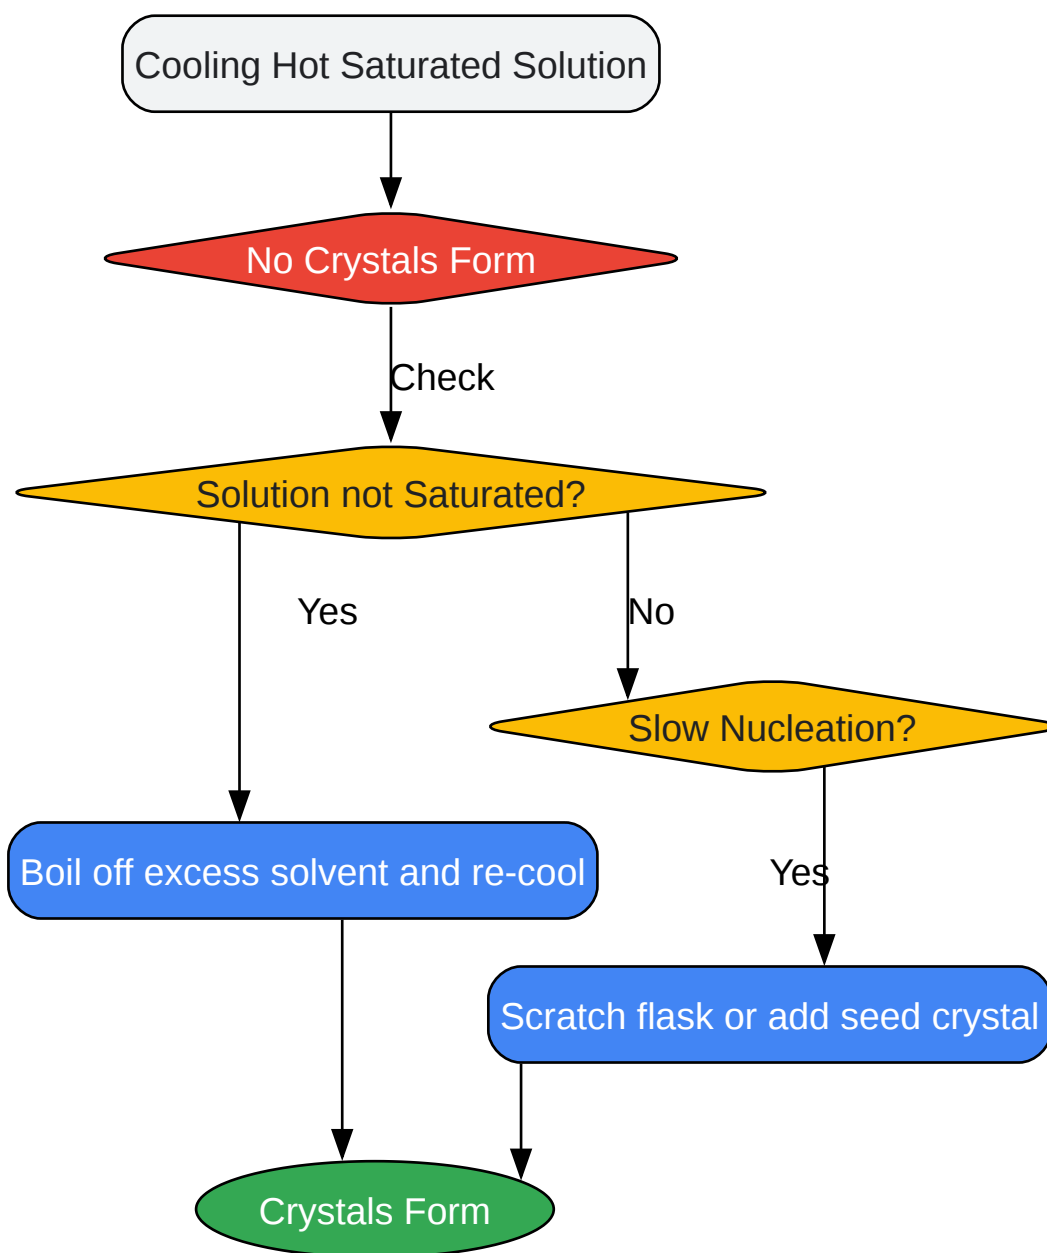 Cooling Hot Saturated Solution
No Crystals Form
Check
Solution not Saturated?
Yes
No
Slow Nucleation?
Boil off excess solvent and re-cool
Yes
Scratch flask or add seed crystal
Crystals Form